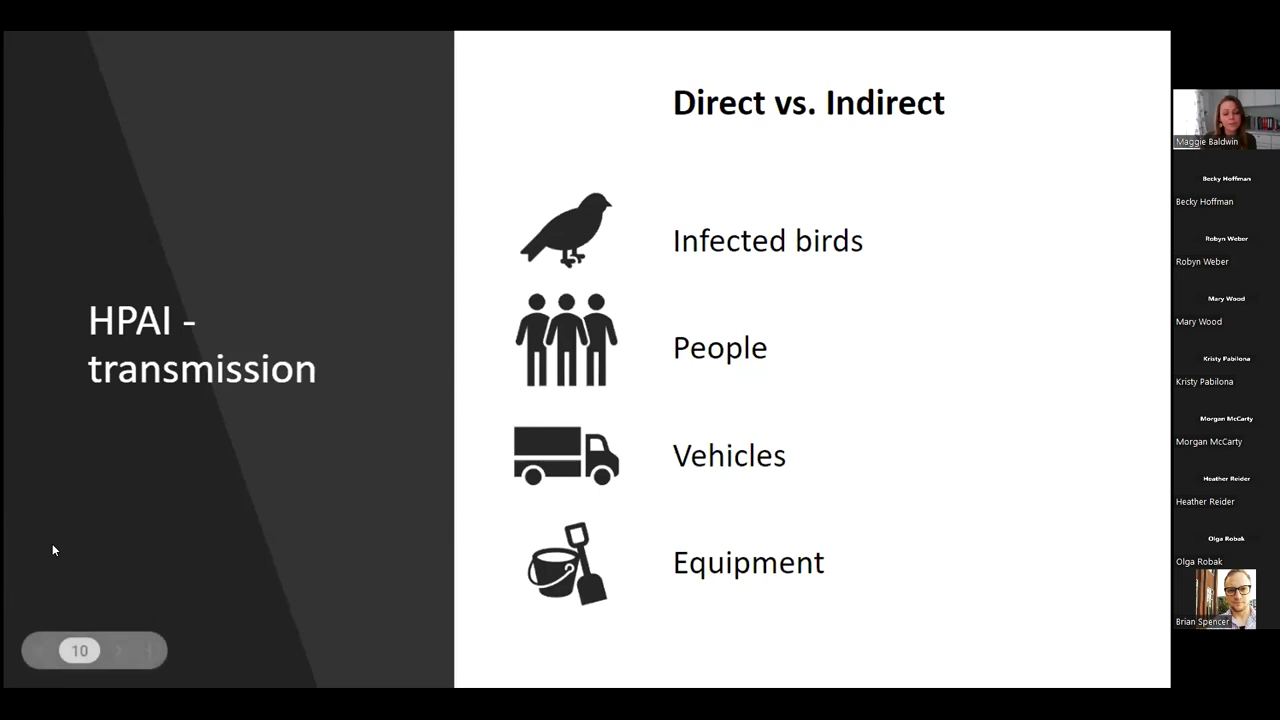 HPAI -
transmission
Direct vs. Indirect
Infected birds
People
Vehicles
Equipment
10
Maggie Baldwin
Becky Hoffman
Becky Hoffman
Robyn Weber
Robyn Weber
Mary Wood
Mary Wood
Kristy Pabilona
Kristy Pabilona
Morgan McCarty
Morgan McCarty
Heather Reider
Heather Reider
Olga Robak
Olga Robak
Brian Spencer